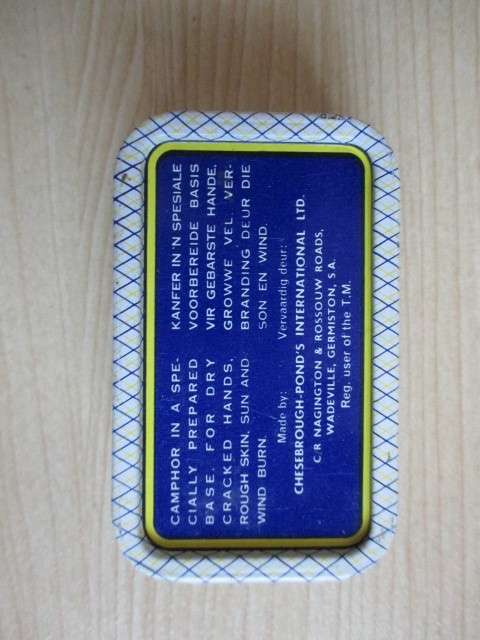 CAMPHOR IN A SPE-
CIALLY PREPARED
BASE. FOR DRY
CRACKED HANDS,
ROUGH SKIN, SUN AND
WIND BURN.
KANFER IN 'N SPESIALE
VOORBEREIDE BASIS
VIR GEBARSTE HANDE,
GROWWE VEL. VER-
BRANDING DEUR DIE
SON EN WIND.
Made by: Vervaardig deur:
CHESEBROUGH-POND'S INTERNATIONAL LTD.
C/R NAGINGTON & ROSSOUW ROADS,
WADEVILLE, GERMISTON, S.A.
Reg. user of the T.M.